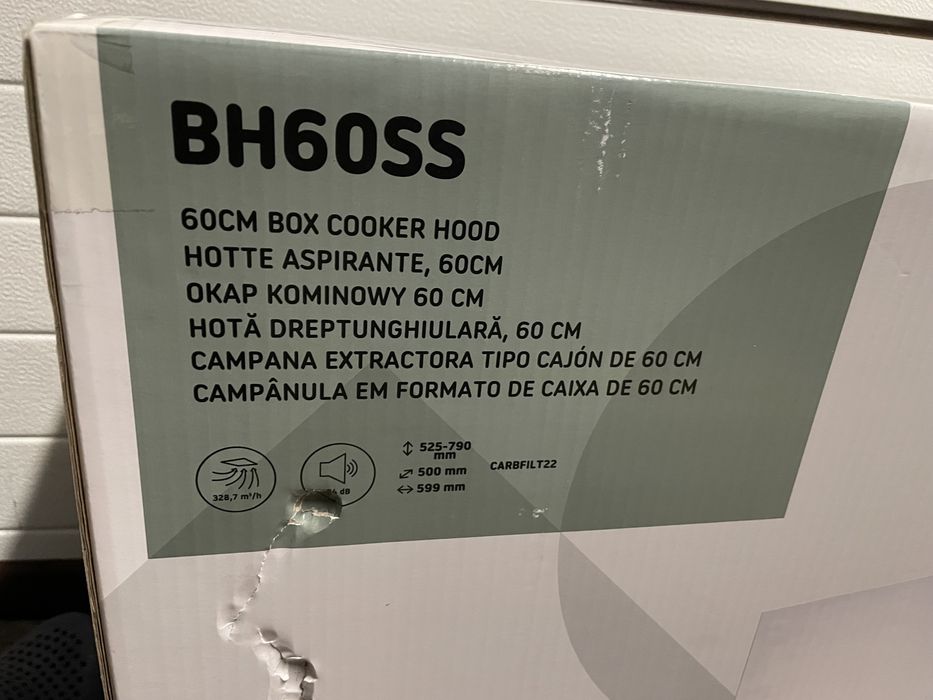 BH60SS
60CM BOX COOKER HOOD
HOTTE ASPIRANTE, 60CM
OKAP KOMINOWY 60 CM
HOTĂ DREPTUNGHIULARĂ, 60 CM
CAMPANA EXTRACTORA TIPO CAJÓN DE 60 CM
CAMPÂNULA EM FORMATO DE CAIXA DE 60 CM
328,7 m³/h
dB
525-790
mm
500 mm
599 mm
CARBFILT22